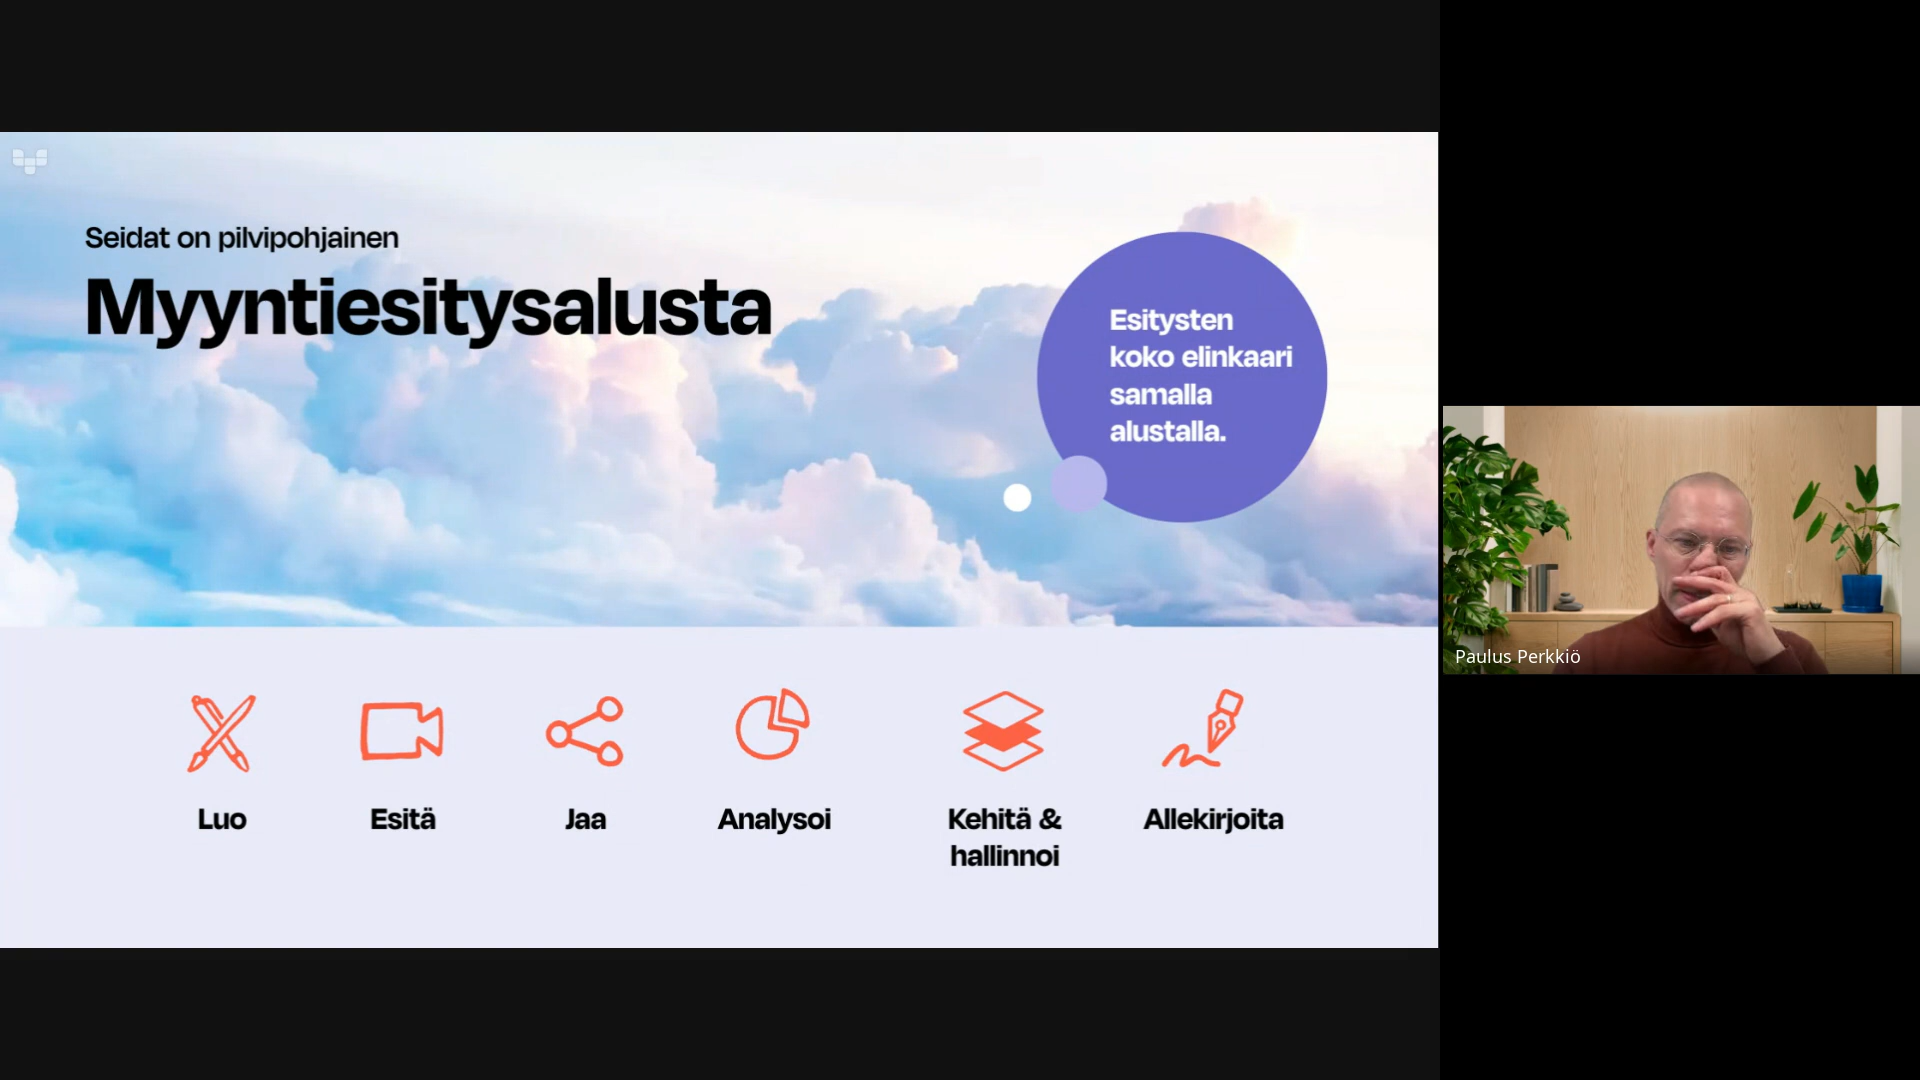 Seidat on pilvipohjainen
Myyntiesitysalusta
Esitysten
koko elinkaari
samalla
alustalla.
Luo
Esitä
Jaa
Analysoi
Kehitä &
hallinnoi
Allekirjoita
Paulus Perkkiö